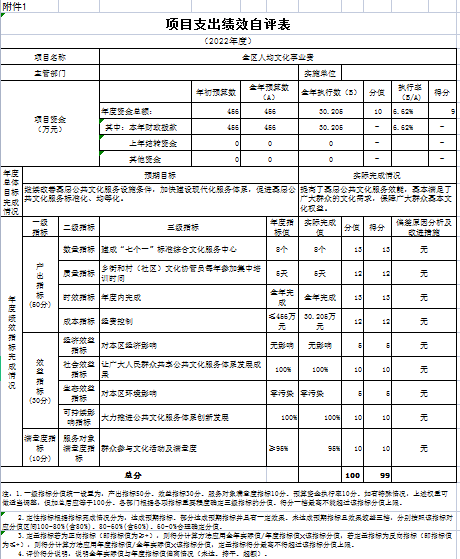 附件1
项目支出绩效自评表
（2022年度）
项目名称 全区人均文化事业费
主管部门 实施单位
项目资金（万元） 年初预算数 全年预算数（A） 全年执行数（B） 分值 执行率（B/A） 得分
年度资金总额： 456 456 30.205 10 6.62% 9
其中：本年财政拨款 456 456 30.205 - 6.62% -
上年结转资金 0 0 0 - -
其他资金 0 0 0 - -
年度总体目标完成情况 预期目标 实际完成情况
继续改善基层公共文化服务设施条件，加快建设现代化服务体系，促进基层公共文化服务标准化、均等化。
提高了基层公共文化服务效能，基本满足了广大群众的文化需求，保障广大群众基本文化权益。
年度绩效指标完成情况 一级指标 二级指标 三级指标 年度指标值 实际完成值 分值 得分 偏差原因分析及改进措施
产出指标（50分） 数量指标 建成“七个一”标准综合文化服务中心 8个 8个 13 13 无
质量指标 乡街和村（社区）文化协管员每年参加集中培训时间 5天 5天 12 12 无
时效指标 年度内完成 全年完成 全年完成 13 13 无
成本指标 经费控制 ≤456万元 30.205万元 12 12 无
效益指标（30分） 经济效益指标 对本区经济影响 无影响 无影响 5 5 无
社会效益指标 让广大人民群众共享公共文化服务体系发展成果 100% 100% 10 10 无
生态效益指标 对本区环境影响 零污染 零污染 5 5 无
可持续影响指标 大力推进公共文化服务体系创新发展 100% 100% 10 10 无
满意度指标（10分） 服务对象满意度指标 群众参与文化活动及满意度 ≥95% 95% 10 10 无
总分 100 99